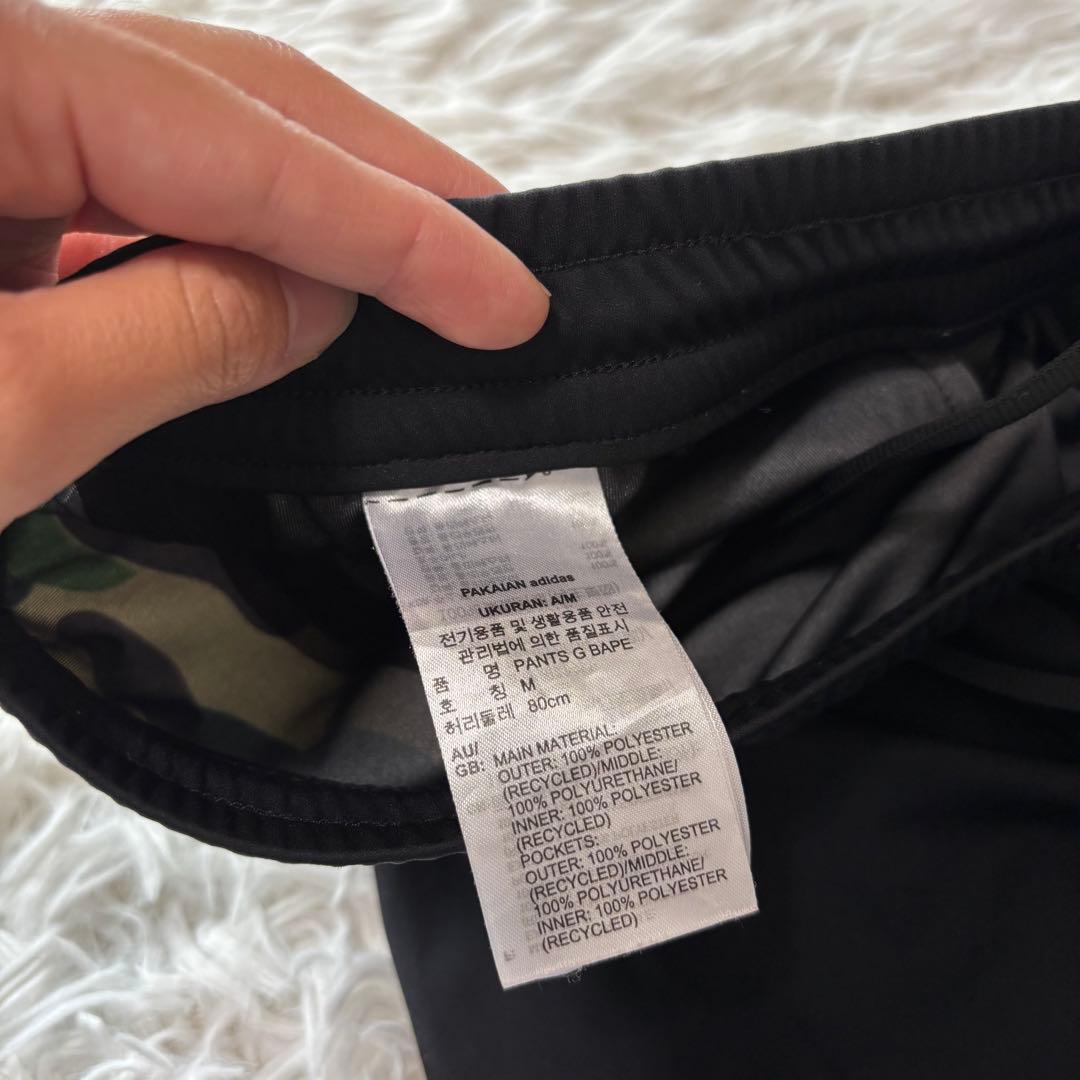 PAKAIAN adidas
UKURAN: A/M
전기용품 및 생활용품 안전
관리법에 의한 품질표시
품 명 PANTS G BAPE
호 칭 M
허리둘레 80cm
AU/ GB: MAIN MATERIAL:
OUTER: 100% POLYESTER
(RECYCLED)/MIDDLE:
100% POLYURETHANE/
INNER: 100% POLYESTER
(RECYCLED)
POCKETS:
OUTER: 100% POLYESTER
(RECYCLED)/MIDDLE:
100% POLYURETHANE/
INNER: 100% POLYESTER
(RECYCLED)